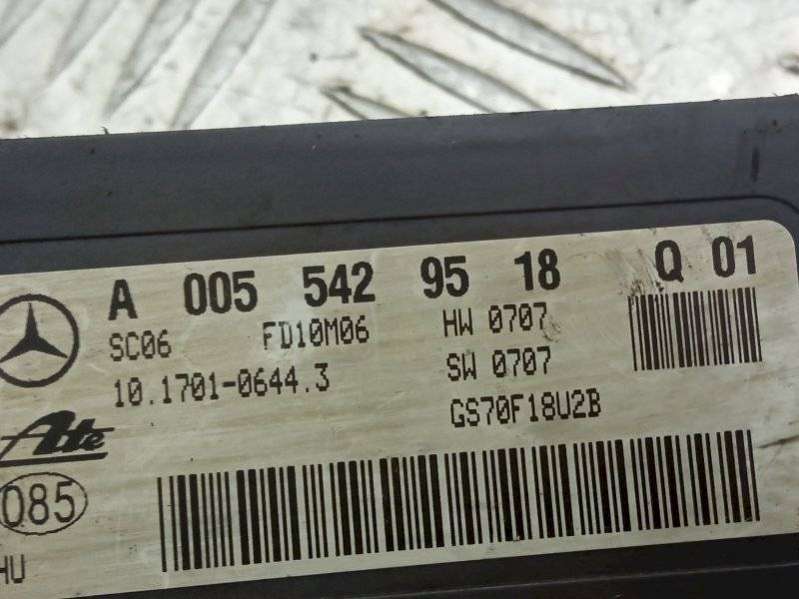 A 005 542 95 18 Q 01
SC06 FD10M06 HW 0707
10.1701-0644.3 SW 0707
GS70F18U2B
Ate
085
HU